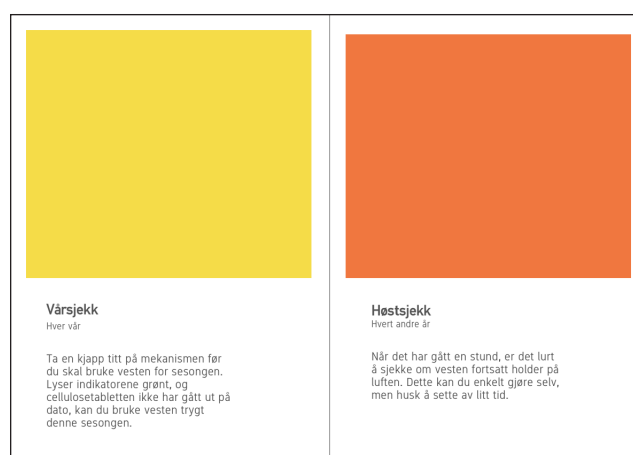 Vårsjekk
Hver vår
Ta en kjapp titt på mekanismen før
du skal bruke vesten for sesongen.
Lyser indikatorene grønt, og
cellulosetabletten ikke har gått ut på
dato, kan du bruke vesten trygt
denne sesongen.
Høstsjekk
Hvert andre år
Når det har gått en stund, er det lurt
å sjekke om vesten fortsatt holder på
luften. Dette kan du enkelt gjøre selv,
men husk å sette av litt tid.